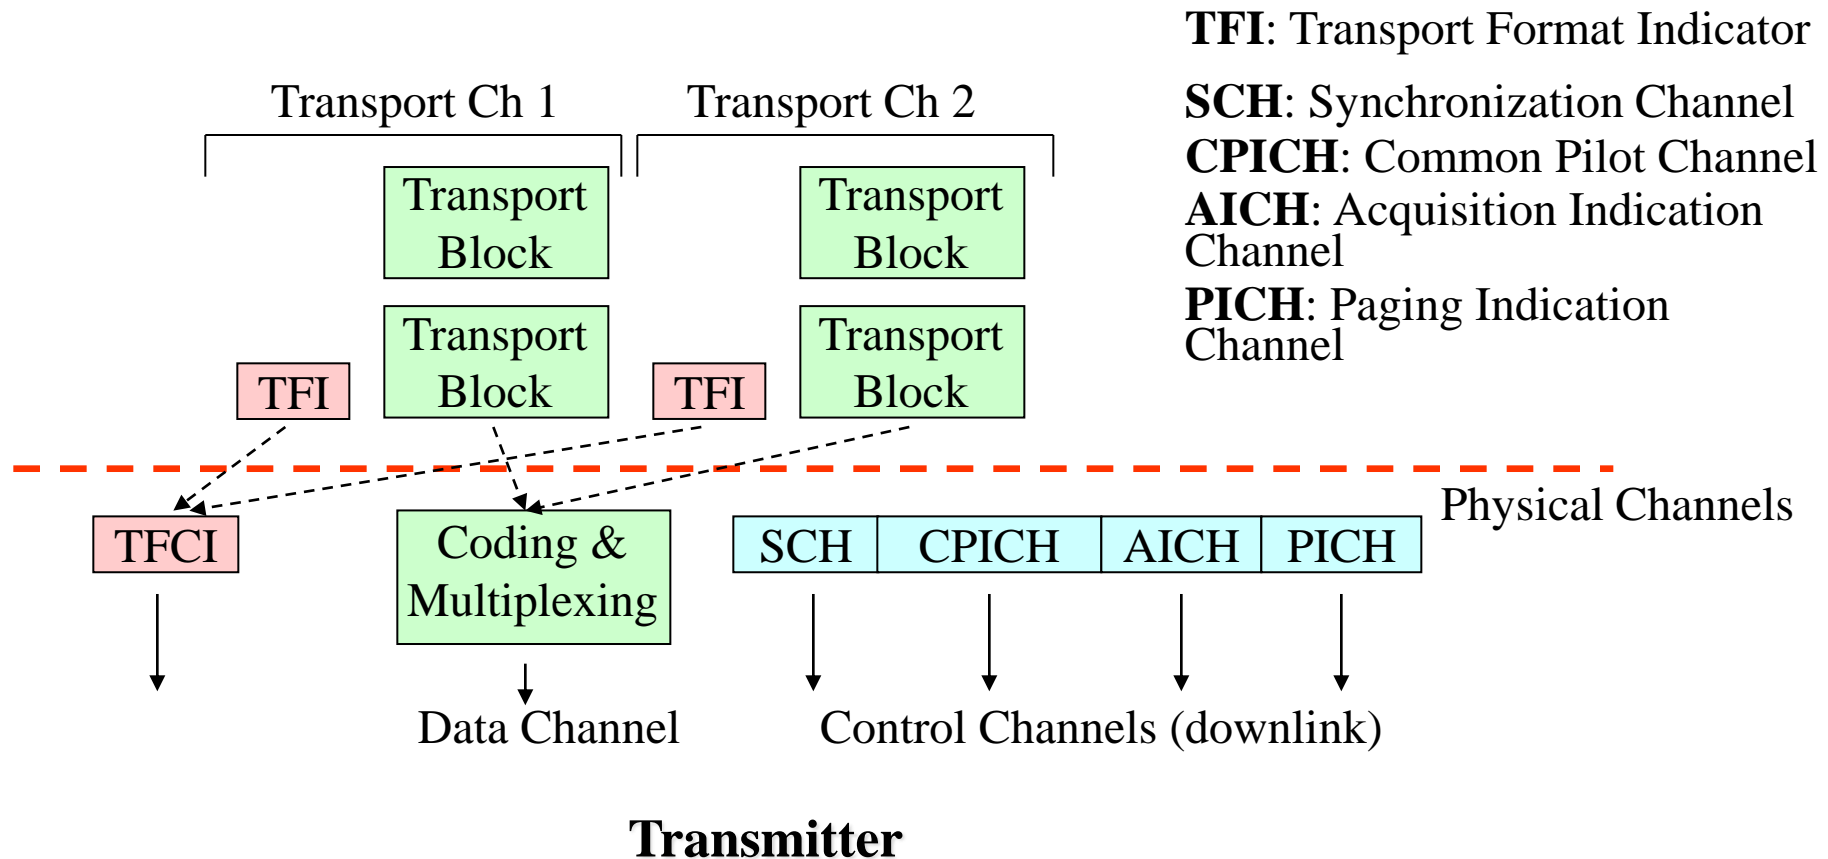 TFI: Transport Format Indicator
SCH: Synchronization Channel
CPICH: Common Pilot Channel
AICH: Acquisition Indication
Channel
PICH: Paging Indication
Channel
Transport Ch 1
Transport Ch 2
Transport
Block
Transport
Block
Transport
Block
Transport
Block
TFI
TFI
Physical Channels
TFCI
Coding &
Multiplexing
SCH
CPICH
AICH
PICH
Data Channel
Control Channels (downlink)
Transmitter